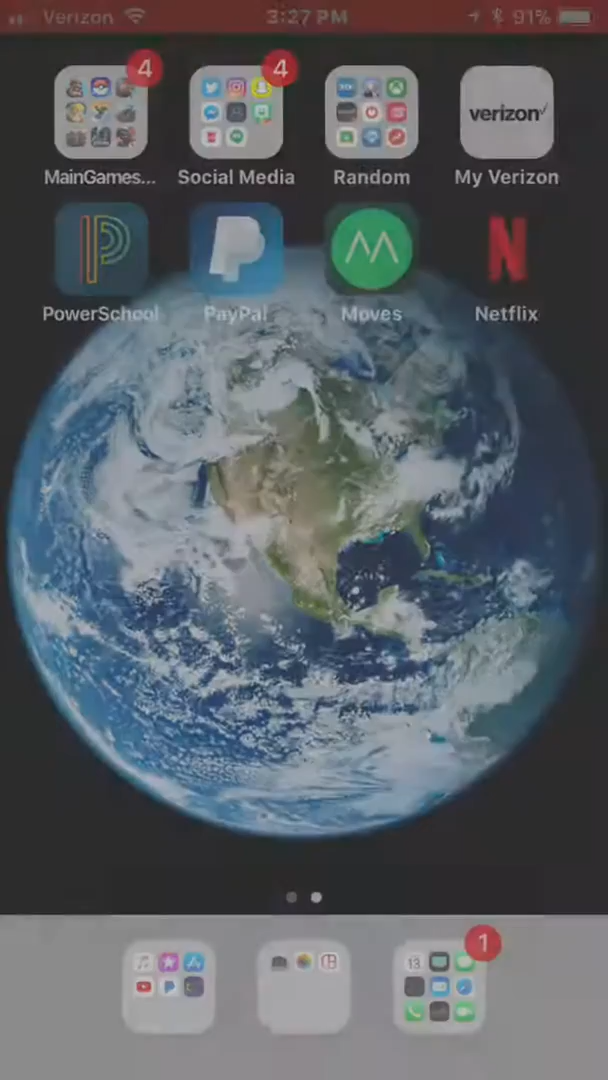 Verizon 3:27 PM 91%
4 4
verizon✓
MainGames... Social Media Random My Verizon
N
PowerSchool PayPal Moves Netflix
1
13